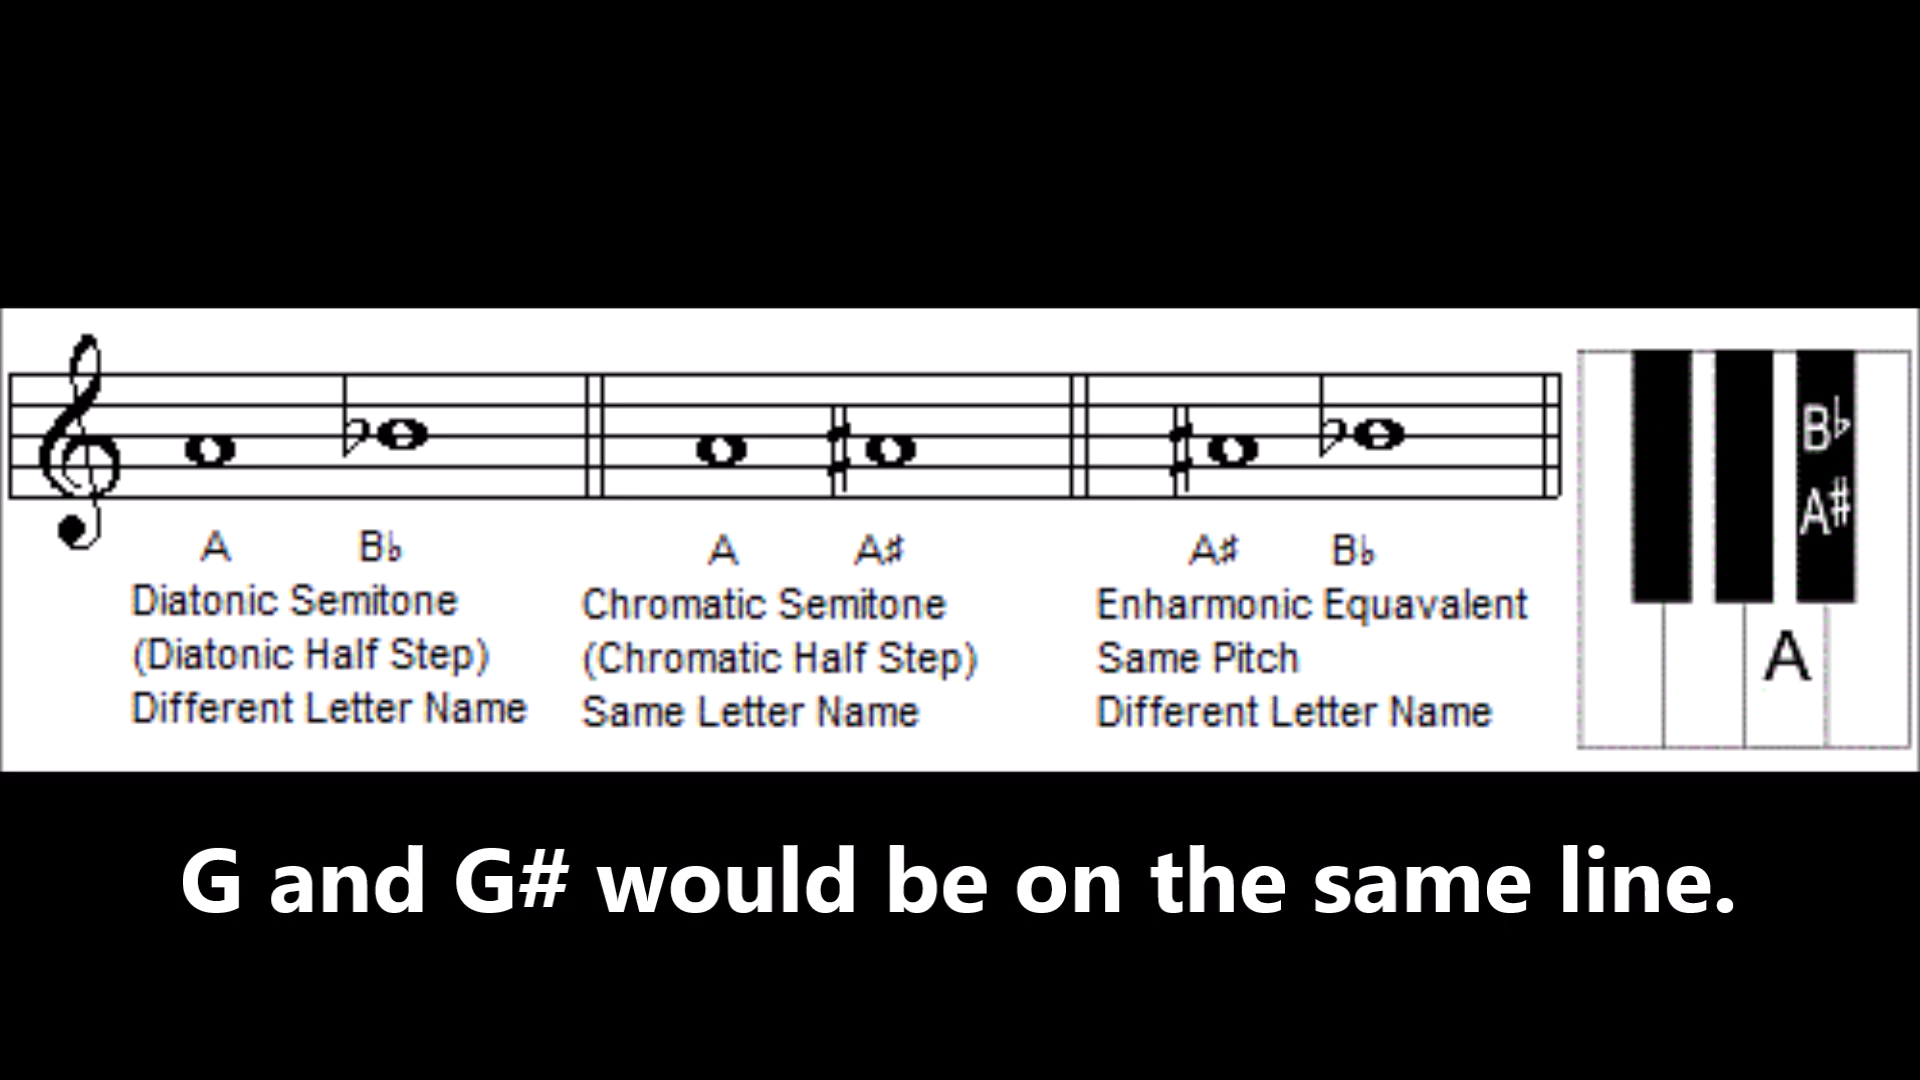 A B♭ A A♯ A♯ B♭
Diatonic Semitone
(Diatonic Half Step)
Different Letter Name
Chromatic Semitone
(Chromatic Half Step)
Same Letter Name
Enharmonic Equavalent
Same Pitch
Different Letter Name
B♭
A#
A
G and G# would be on the same line.